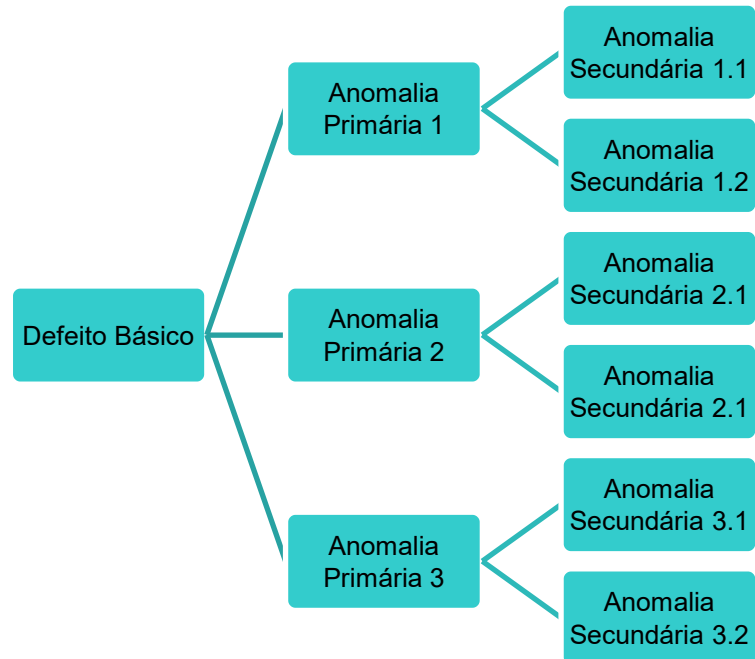 Defeito Básico
Anomalia
Primária 1
Anomalia
Secundária 1.1
Anomalia
Secundária 1.2
Anomalia
Primária 2
Anomalia
Secundária 2.1
Anomalia
Secundária 2.1
Anomalia
Primária 3
Anomalia
Secundária 3.1
Anomalia
Secundária 3.2